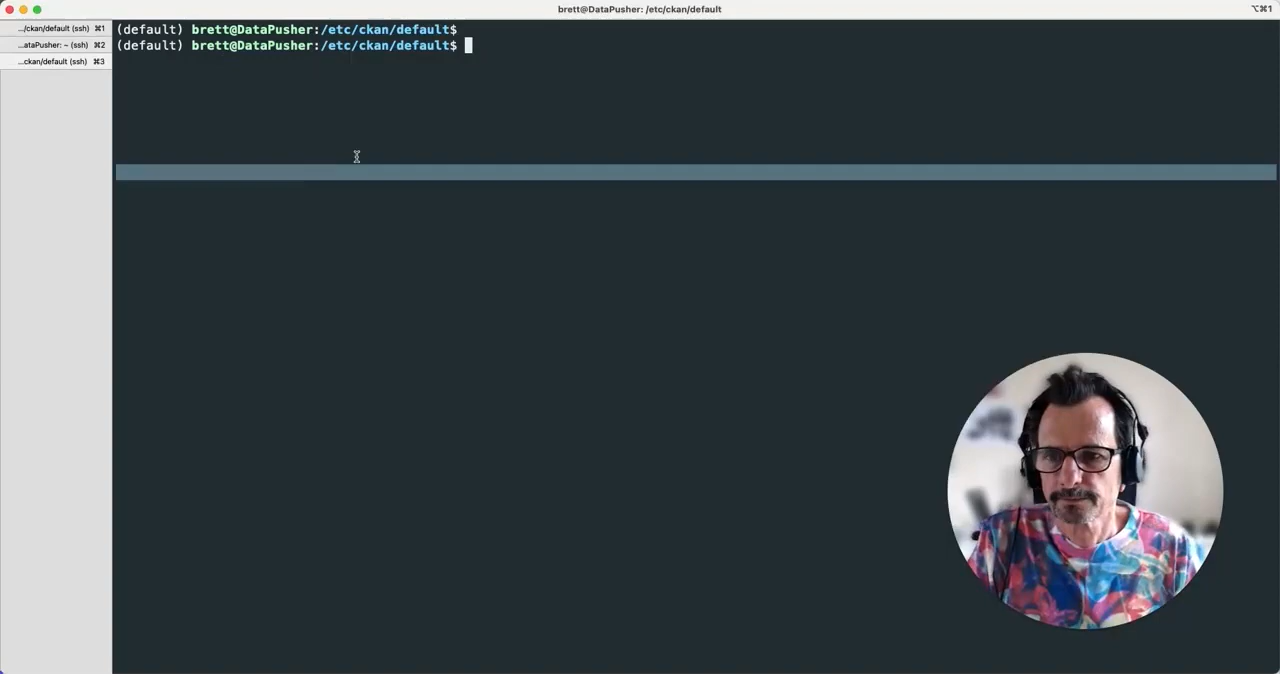 brett@DataPusher: /etc/ckan/default
⌥⌘1
.../ckan/default (ssh) ⌘1
...ataPusher: ~ (ssh) ⌘2
...ckan/default (ssh) ⌘3
(default) brett@DataPusher:/etc/ckan/default$
(default) brett@DataPusher:/etc/ckan/default$